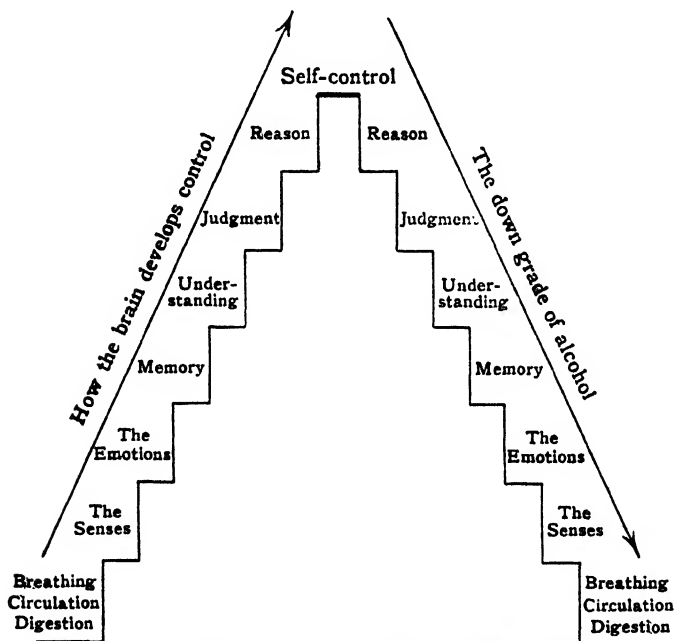 Self-control
How the brain develops control
The down grade of alcohol
Reason
Reason
Judgment
Judgment
Under-
standing
Under-
standing
Memory
Memory
The
Emotions
The
Emotions
The
Senses
The
Senses
Breathing
Circulation
Digestion
Breathing
Circulation
Digestion